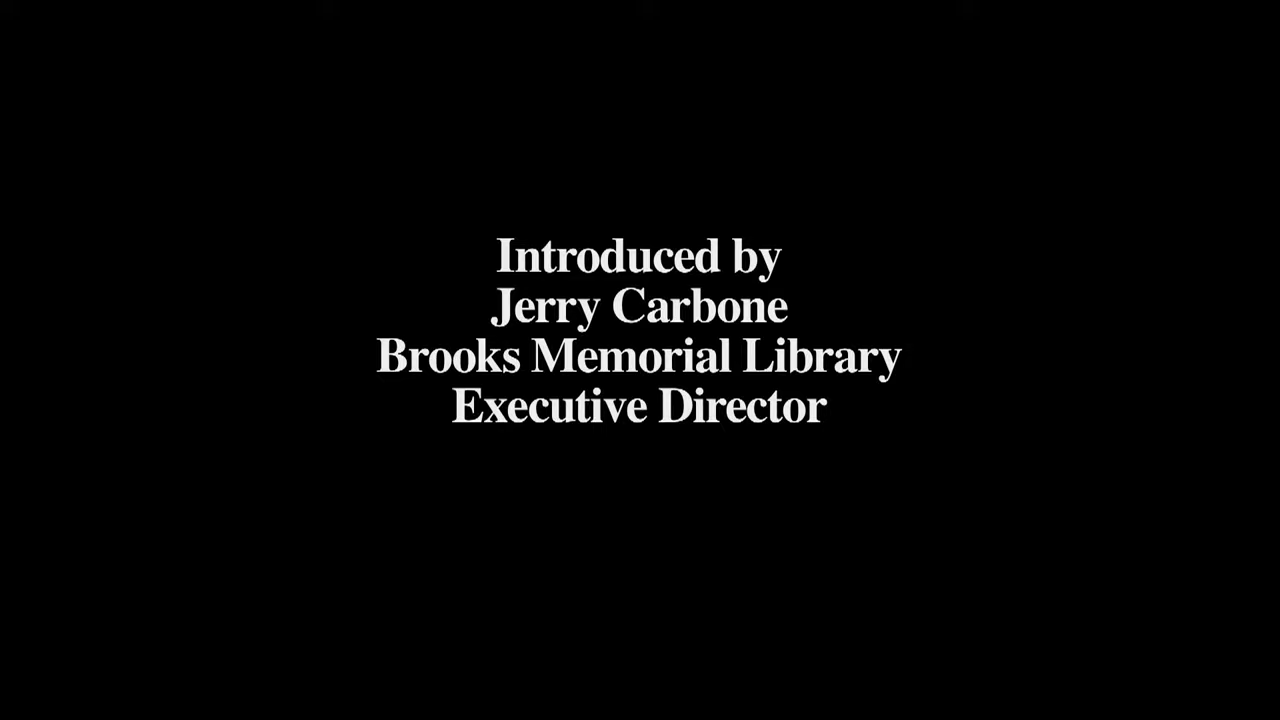 Introduced by
Jerry Carbone
Brooks Memorial Library
Executive Director